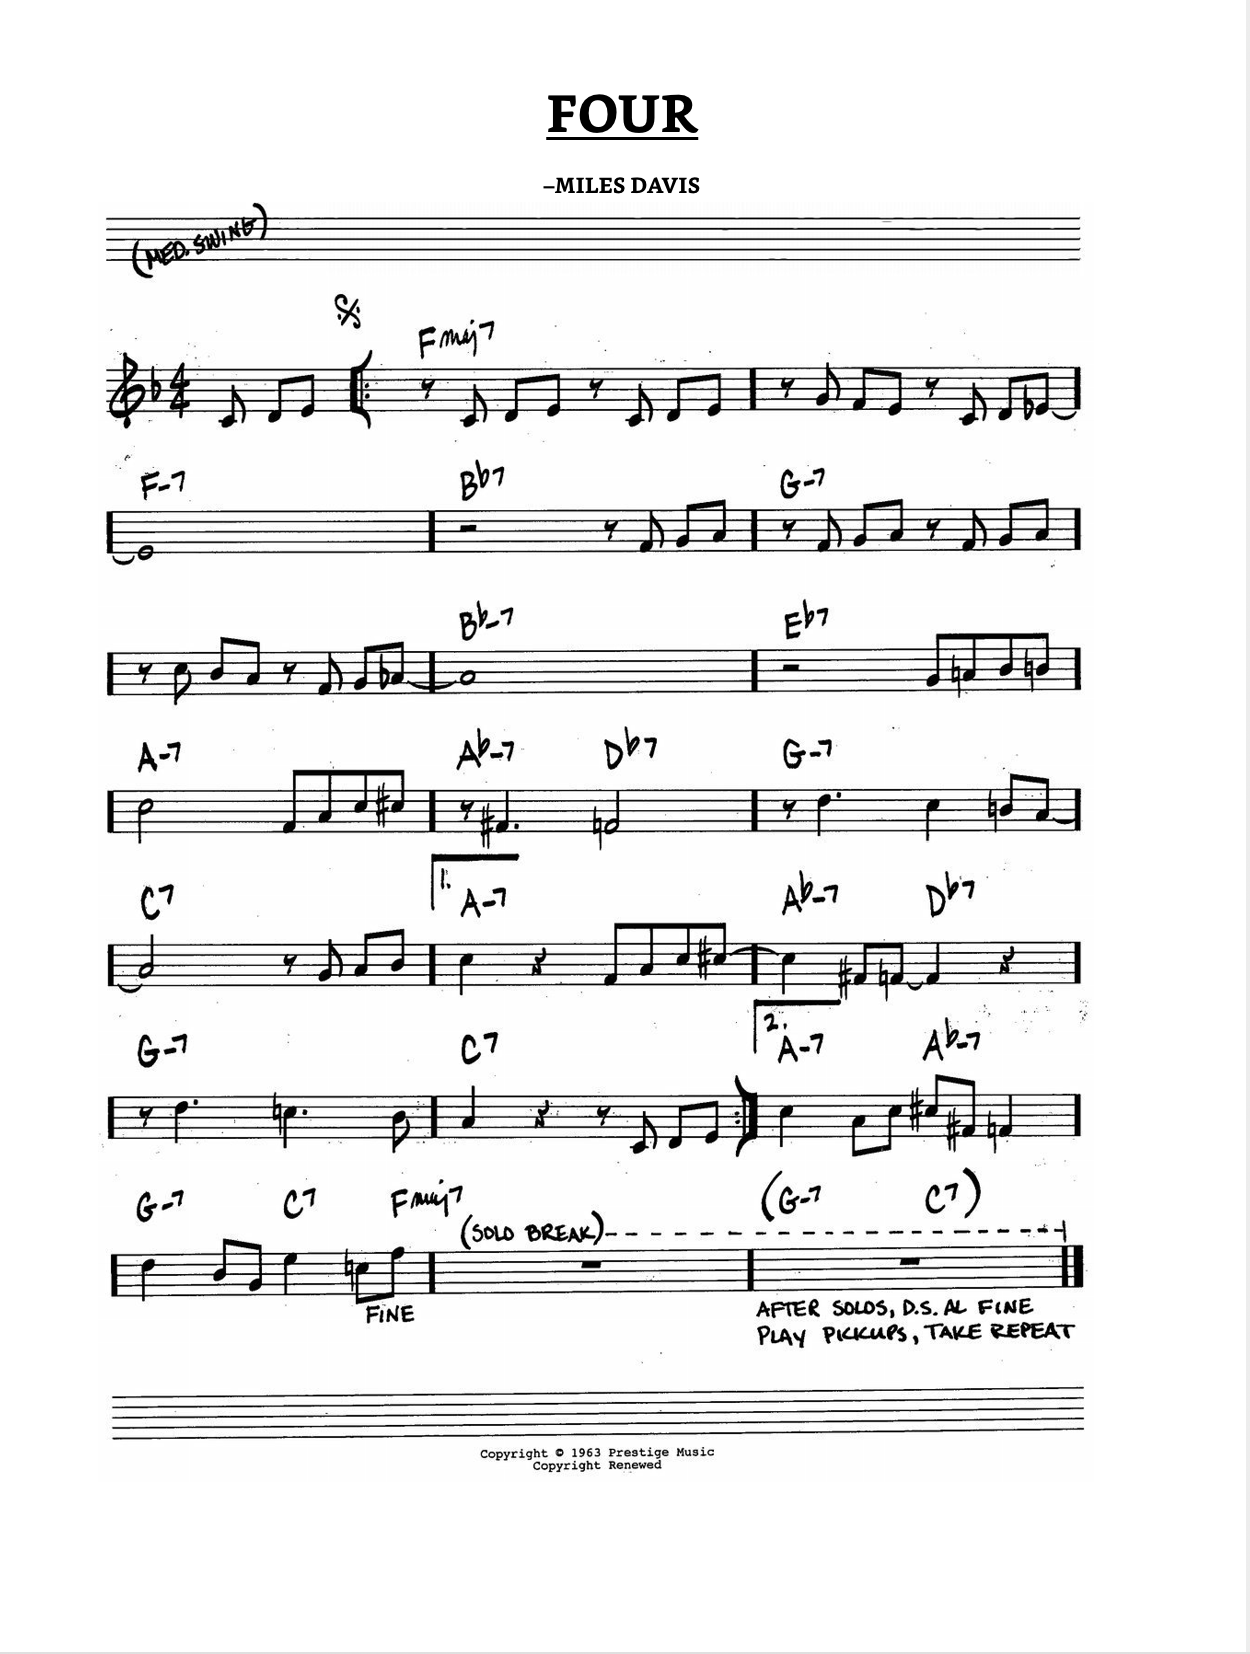 FOUR
–MILES DAVIS
(MED. SWING)
4
4
Fmaj7
F-7 Bb7 G-7
Bb-7 Eb7
A-7 Ab-7 Db7 G-7
C7 1. A-7 Ab-7 Db7
G-7 C7 2. A-7 Ab-7
G-7 C7 Fmaj7 (SOLO BREAK) (G-7 C7)
FINE AFTER SOLOS, D.S. AL FINE
PLAY PICKUPS, TAKE REPEAT
Copyright © 1963 Prestige Music
Copyright Renewed